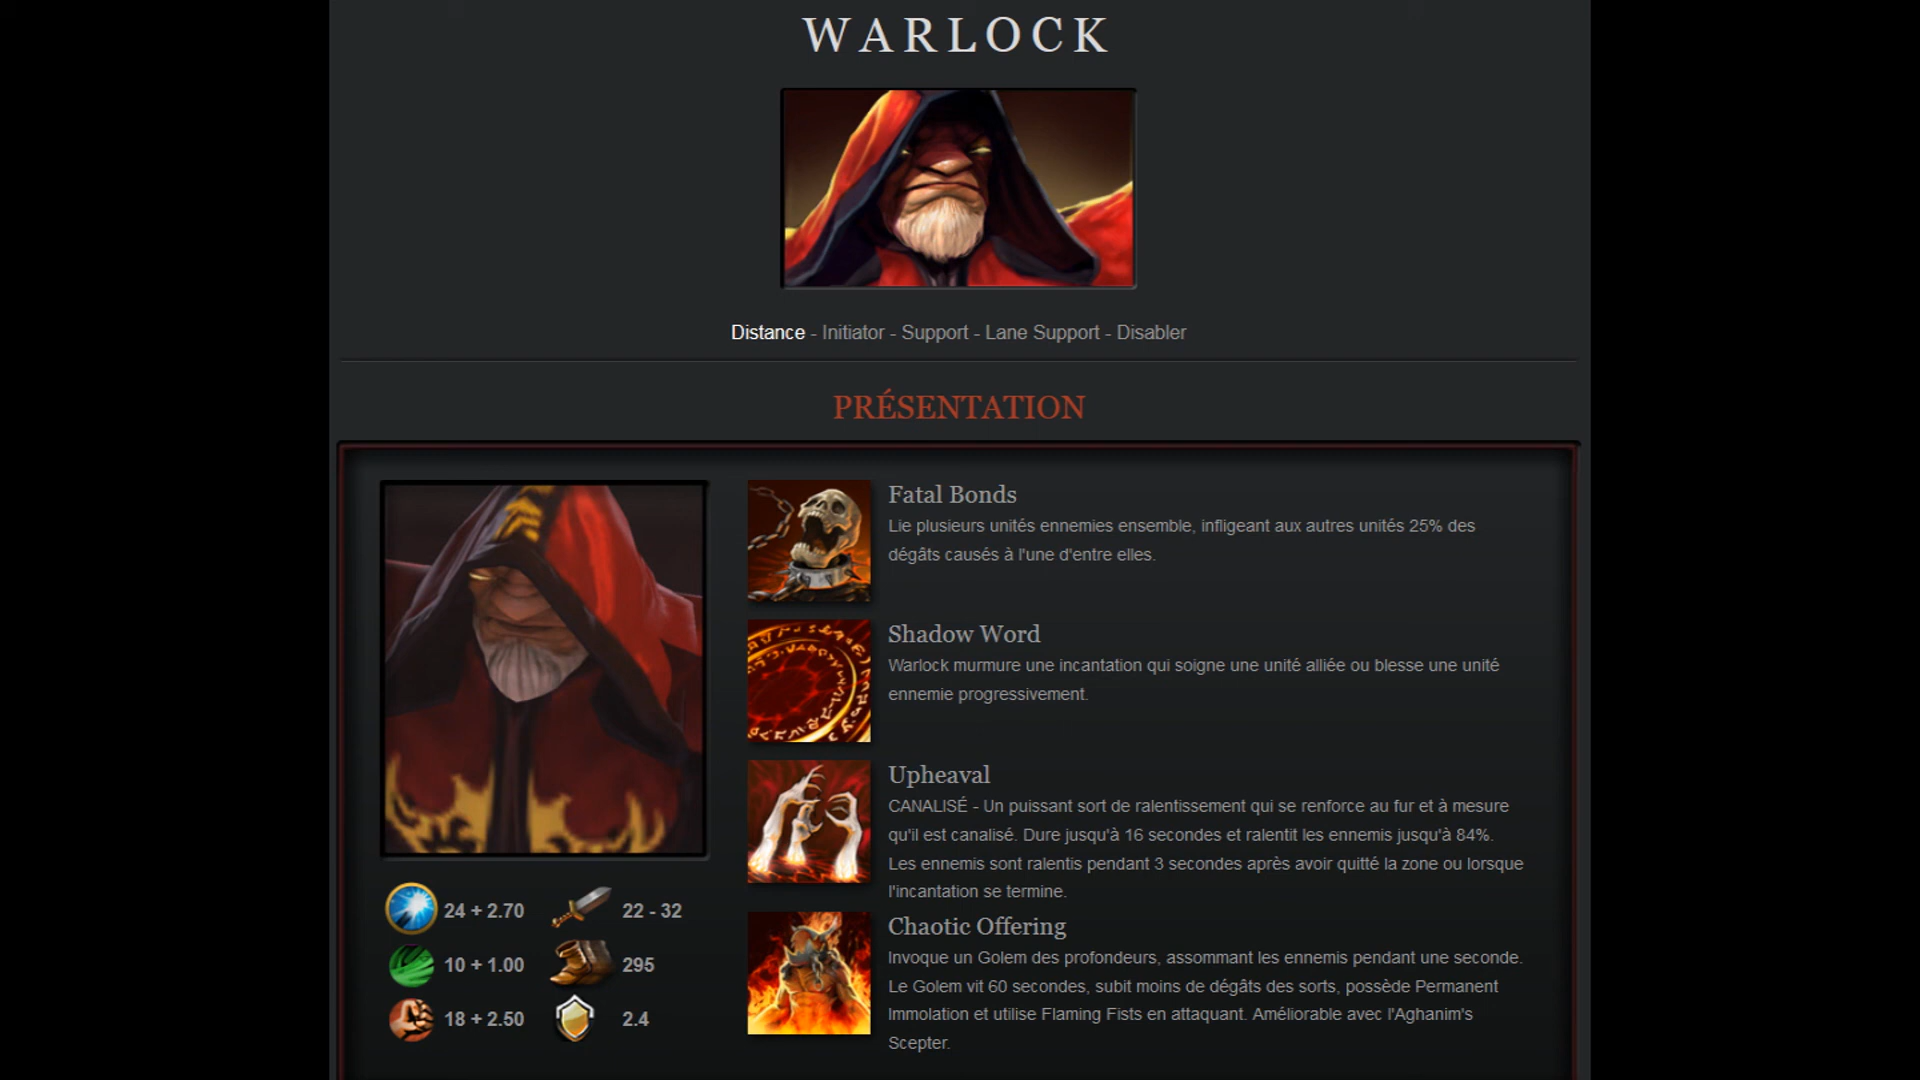 WARLOCK
Distance - Initiator - Support - Lane Support - Disabler
PRÉSENTATION
Fatal Bonds
Lie plusieurs unités ennemies ensemble, infligeant aux autres unités 25% des
dégâts causés à l'une d'entre elles.
Shadow Word
Warlock murmure une incantation qui soigne une unité alliée ou blesse une unité
ennemie progressivement.
Upheaval
CANALISÉ - Un puissant sort de ralentissement qui se renforce au fur et à mesure
qu'il est canalisé. Dure jusqu'à 16 secondes et ralentit les ennemis jusqu'à 84%.
Les ennemis sont ralentis pendant 3 secondes après avoir quitté la zone ou lorsque
l'incantation se termine.
Chaotic Offering
Invoque un Golem des profondeurs, assommant les ennemis pendant une seconde.
Le Golem vit 60 secondes, subit moins de dégâts des sorts, possède Permanent
Immolation et utilise Flaming Fists en attaquant. Améliorable avec l'Aghanim's
Scepter.
24 + 2.70 22 - 32
10 + 1.00 295
18 + 2.50 2.4